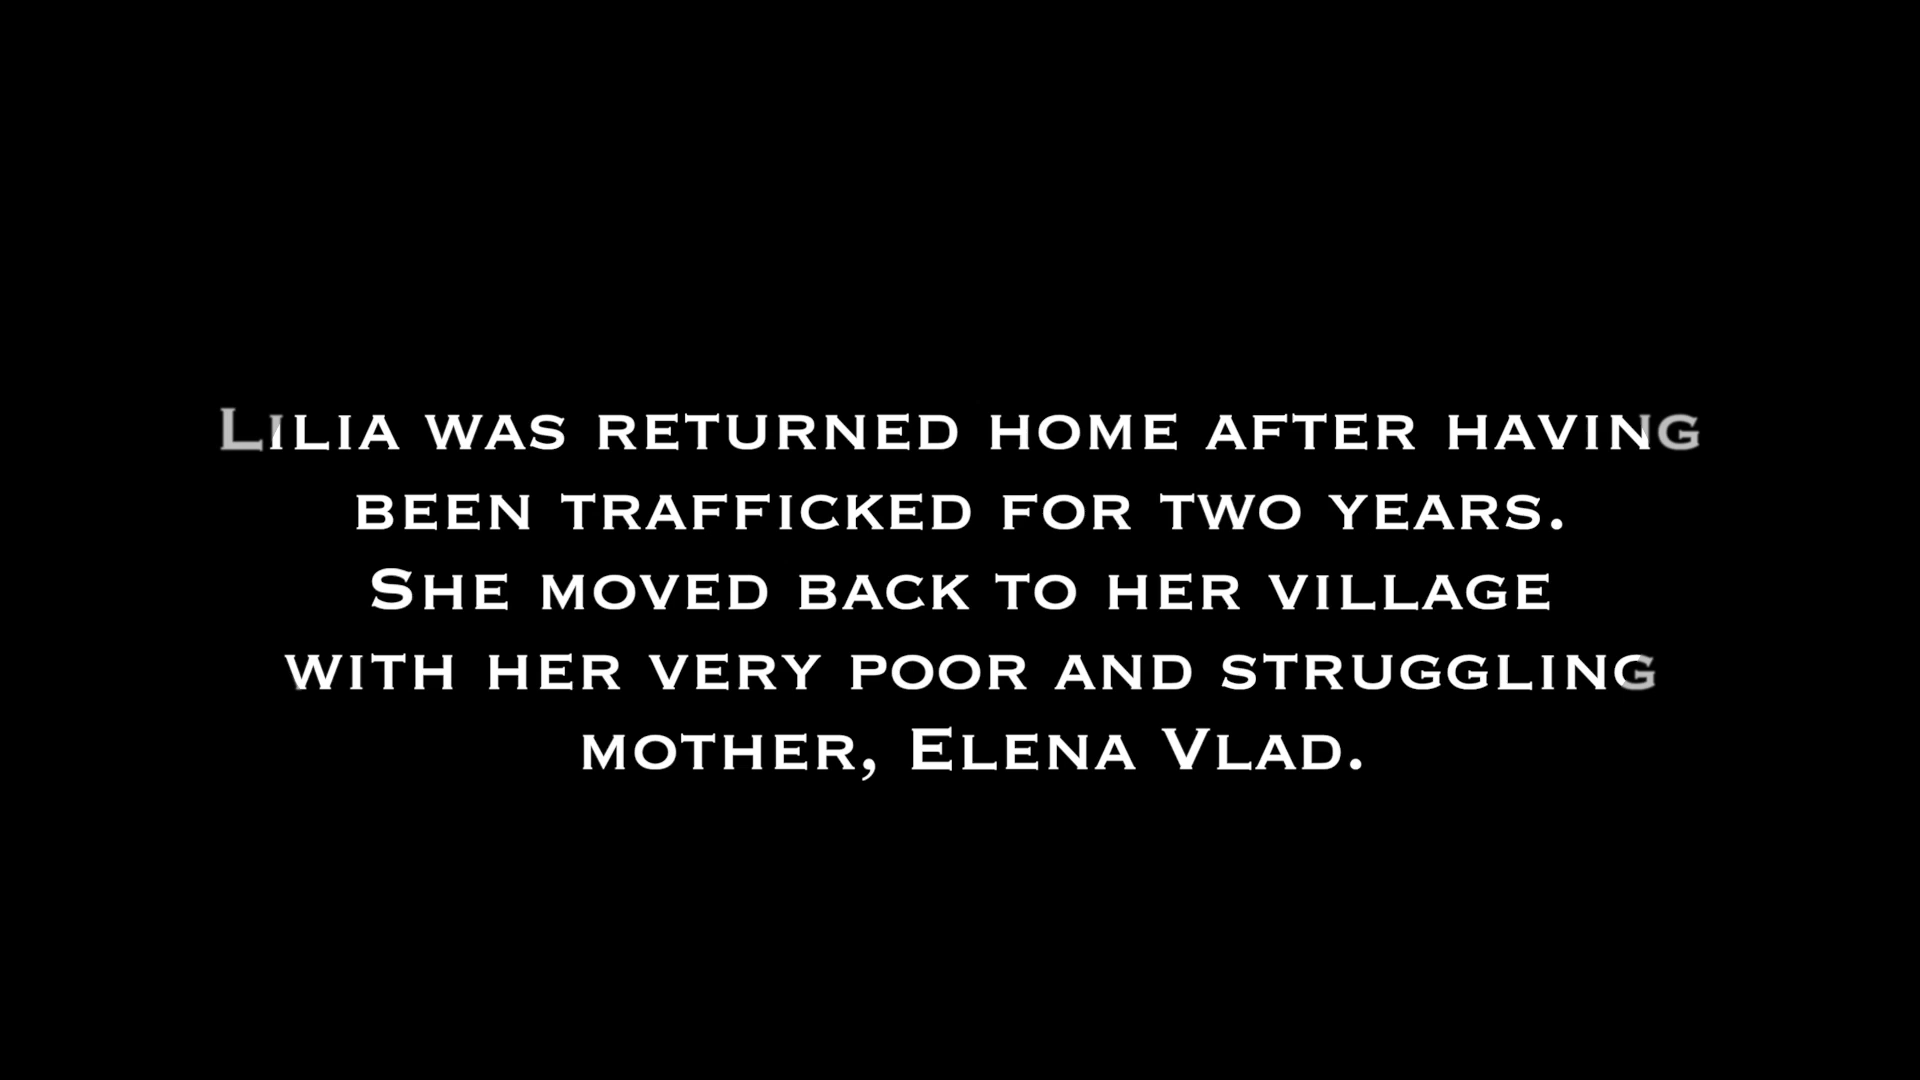 Lilia was returned home after having
been trafficked for two years.
She moved back to her village
with her very poor and struggling
mother, Elena Vlad.